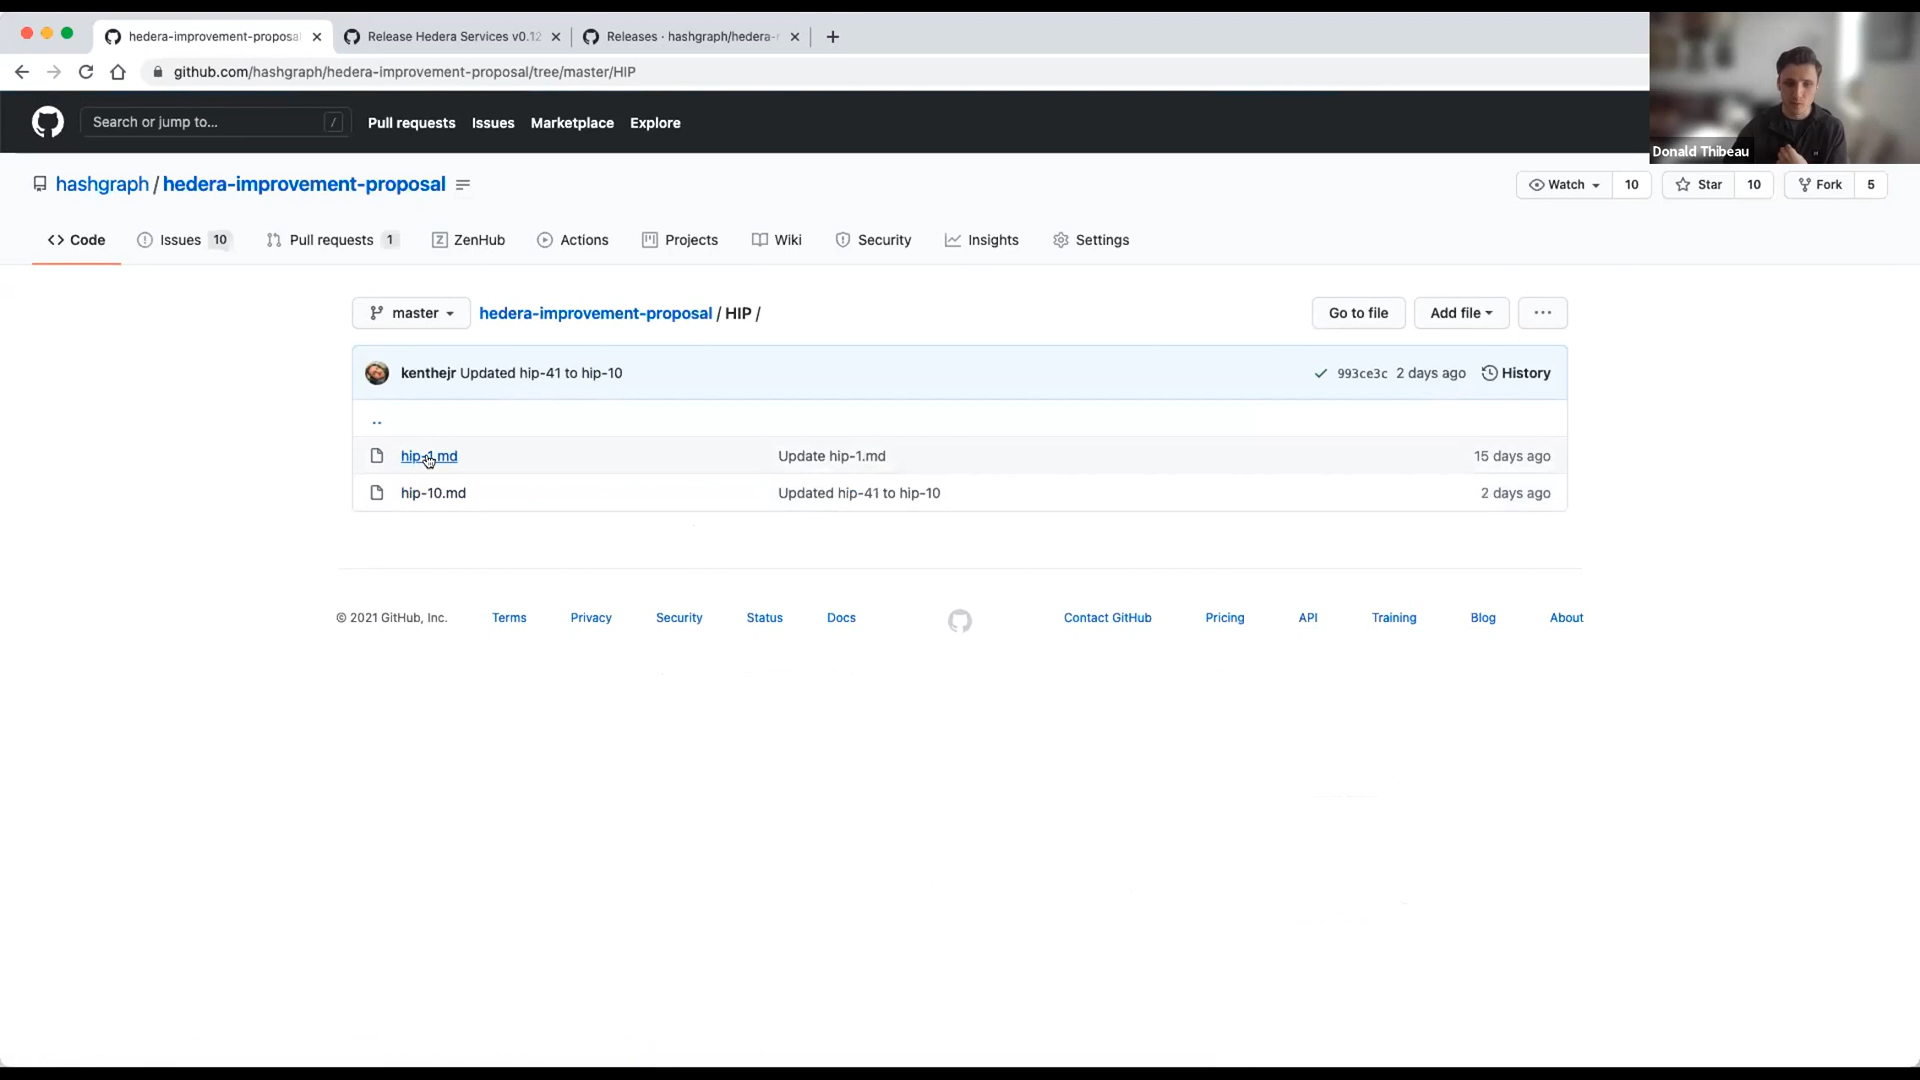 hedera-improvement-proposa
Release Hedera Services v0.12
Releases · hashgraph/hedera-
github.com/hashgraph/hedera-improvement-proposal/tree/master/HIP
Search or jump to... /
Pull requests Issues Marketplace Explore
Donald Thibeau
hashgraph / hedera-improvement-proposal
Watch 10 Star 10 Fork 5
Code Issues 10 Pull requests 1 ZenHub Actions Projects Wiki Security Insights Settings
master hedera-improvement-proposal / HIP / Go to file Add file ...
kenthejr Updated hip-41 to hip-10 993ce3c 2 days ago History
..
hip-1.md Update hip-1.md 15 days ago
hip-10.md Updated hip-41 to hip-10 2 days ago
© 2021 GitHub, Inc. Terms Privacy Security Status Docs Contact GitHub Pricing API Training Blog About